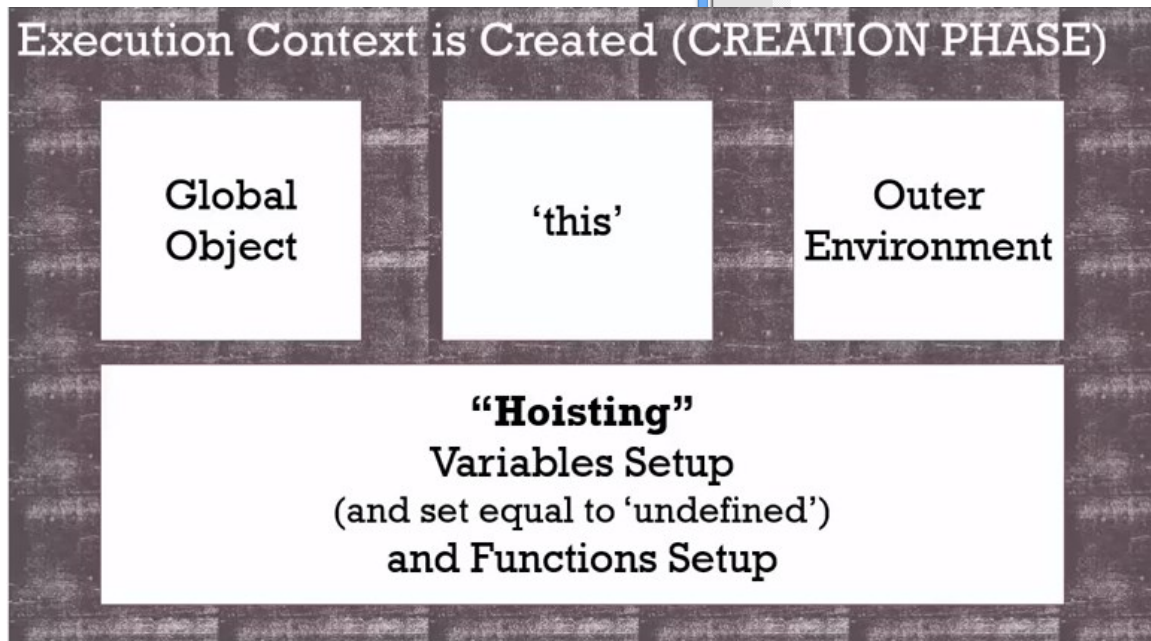 Execution Context is Created (CREATION PHASE)
Global
Object
‘this’
Outer
Environment
“Hoisting”
Variables Setup
(and set equal to ‘undefined’)
and Functions Setup